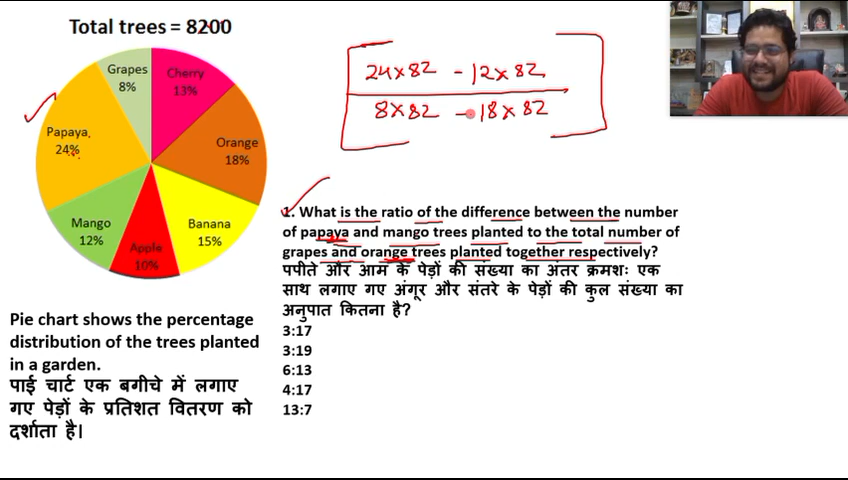 Total trees = 8200
Grapes
8%
Cherry
13%
Papaya,
24%
Orange
18%
Mango
12%
Apple
10%
Banana
15%
24×82 - 12×82
8×82 - 18×82
1. What is the ratio of the difference between the number
of papaya and mango trees planted to the total number of
grapes and orange trees planted together respectively?
पपीते और आम के पेड़ों की संख्या का अंतर क्रमशः एक
साथ लगाए गए अंगूर और संतरे के पेड़ों की कुल संख्या का
अनुपात कितना है?
3:17
3:19
6:13
4:17
13:7
Pie chart shows the percentage
distribution of the trees planted
in a garden.
पाई चार्ट एक बगीचे में लगाए
गए पेड़ों के प्रतिशत वितरण को
दर्शाता है।